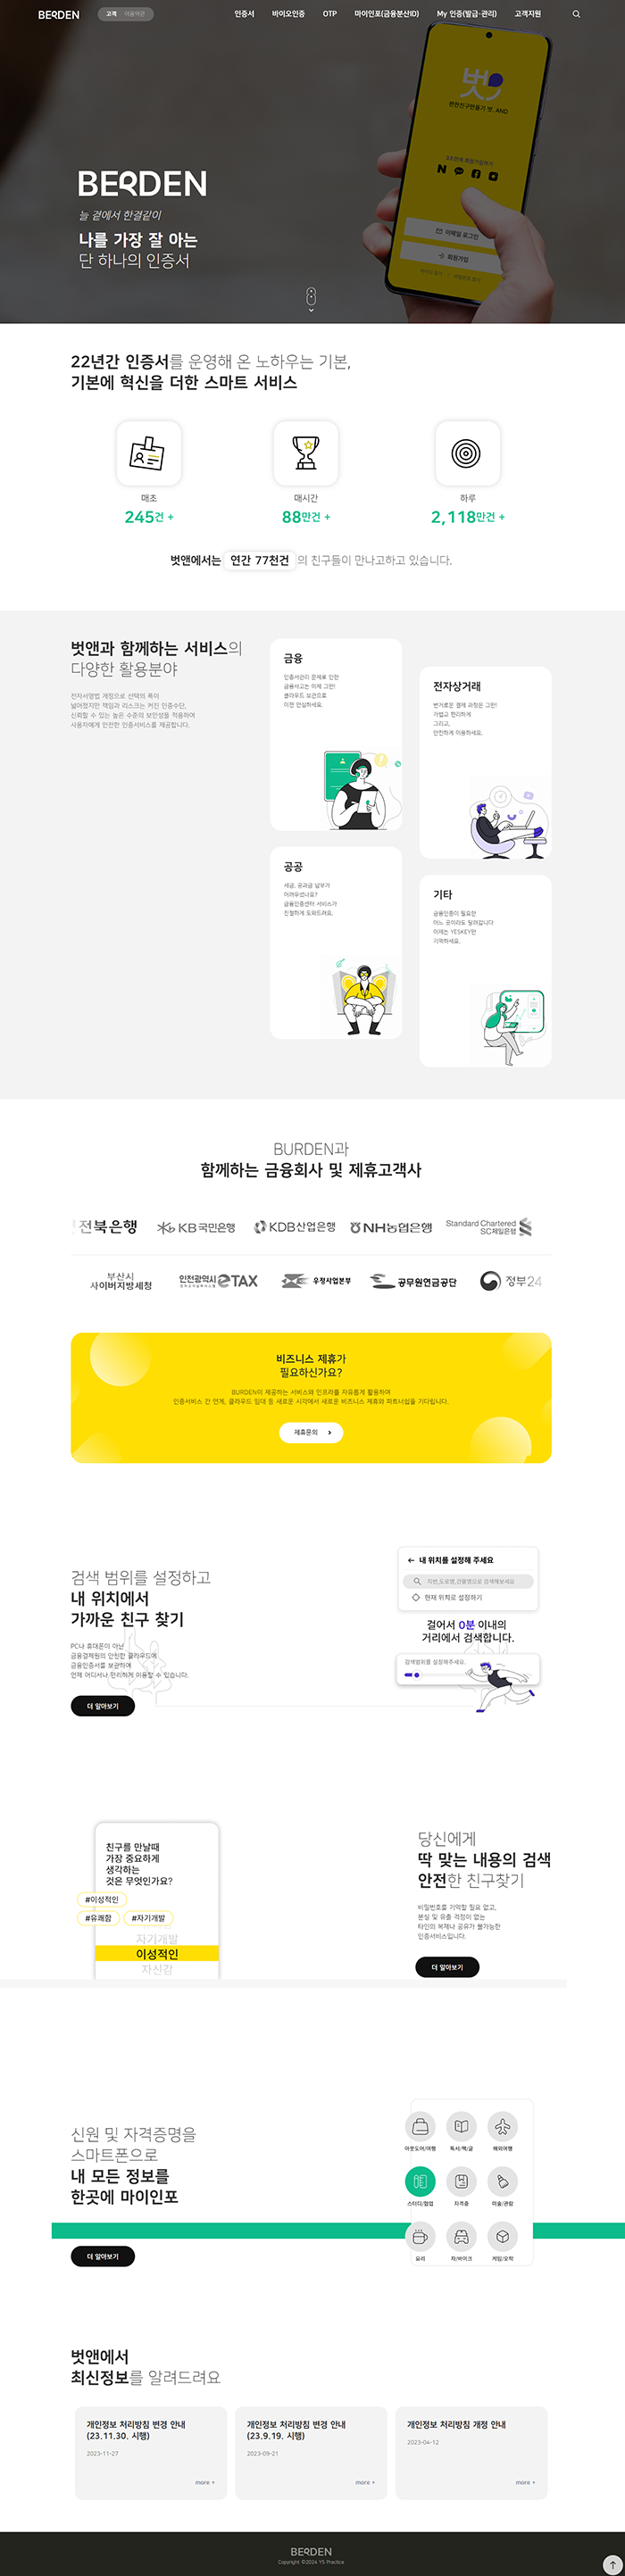 BERDEN
고객 이용약관
인증서 바이오인증 OTP 마이인포(금융분산ID) My 인증(발급·관리) 고객지원
벗
편한친구만들기 벗, AND
3초만에 회원가입하기
이메일 로그인
회원가입
BERDEN
늘 곁에서 한결같이
나를 가장 잘 아는
단 하나의 인증서
22년간 인증서를 운영해 온 노하우는 기본,
기본에 혁신을 더한 스마트 서비스
매초
245건 +
매시간
88만건 +
하루
2,118만건 +
벗앤에서는 연간 77천건 의 친구들이 만나고하고 있습니다.
벗앤과 함께하는 서비스의
다양한 활용분야
전자서명법 개정으로 선택의 폭이
넓어졌지만 책임과 리스크는 커진 인증수단,
신뢰할 수 있는 높은 수준의 보안성을 적용하여
사용자에게 안전한 인증서비스를 제공합니다.
금융
인증서관리 문제로 인한
금융사고는 이제 그만!
클라우드 보관으로
이젠 안심하세요.
전자상거래
번거로운 결제 과정은 그만!
가볍고 편리하게
그리고,
안전하게 이용하세요.
공공
세금, 공과금 납부가
어려우셨나요?
금융인증센터 서비스가
친절하게 도와드려요.
기타
금융인증이 필요한
어느 곳이라도 달려갑니다
이제는 YESKEY만
기억하세요.
BURDEN과
함께하는 금융회사 및 제휴고객사
전북은행 KB국민은행 KDB산업은행 NH농협은행 Standard Chartered
SC제일은행
부산시
사이버지방세청
인천광역시 eTAX 우정사업본부 공무원연금공단 정부24
비즈니스 제휴가
필요하신가요?
BURDEN이 제공하는 서비스와 인프라를 자유롭게 활용하여
인증서비스 간 연계, 클라우드 임대 등 새로운 시각에서 새로운 비즈니스 제휴와 파트너쉽을 기다립니다.
제휴문의
검색 범위를 설정하고
내 위치에서
가까운 친구 찾기
PC나 휴대폰이 아닌
금융결제원의 안전한 클라우드에
금융인증서를 보관하여
언제 어디서나 편리하게 이용할 수 있습니다.
더 알아보기
내 위치를 설정해 주세요
지번,도로명,건물명으로 검색해보세요
현재 위치로 설정하기
걸어서 0분 이내의
거리에서 검색합니다.
검색범위를 설정해주세요.
친구를 만날때
가장 중요하게
생각하는
것은 무엇인가요?
#이성적인
#유쾌함 #자기개발
자기개발
이성적인
자신감
당신에게
딱 맞는 내용의 검색
안전한 친구찾기
비밀번호를 기억할 필요 없고,
분실 및 유출 걱정이 없는
타인의 복제나 공유가 불가능한
인증서비스입니다.
더 알아보기
신원 및 자격증명을
스마트폰으로
내 모든 정보를
한곳에 마이인포
더 알아보기
아웃도어/여행 독서/책/글 해외여행
스터디/협업 자격증 미술/관람
요리 차/바이크 게임/오락
벗앤에서
최신정보를 알려드려요
개인정보 처리방침 변경 안내
(23.11.30. 시행)
2023-11-27
more +
개인정보 처리방침 변경 안내
(23.9.19. 시행)
2023-09-21
more +
개인정보 처리방침 개정 안내
2023-04-12
more +
BERDEN
Copyright ©2024 YS Practice